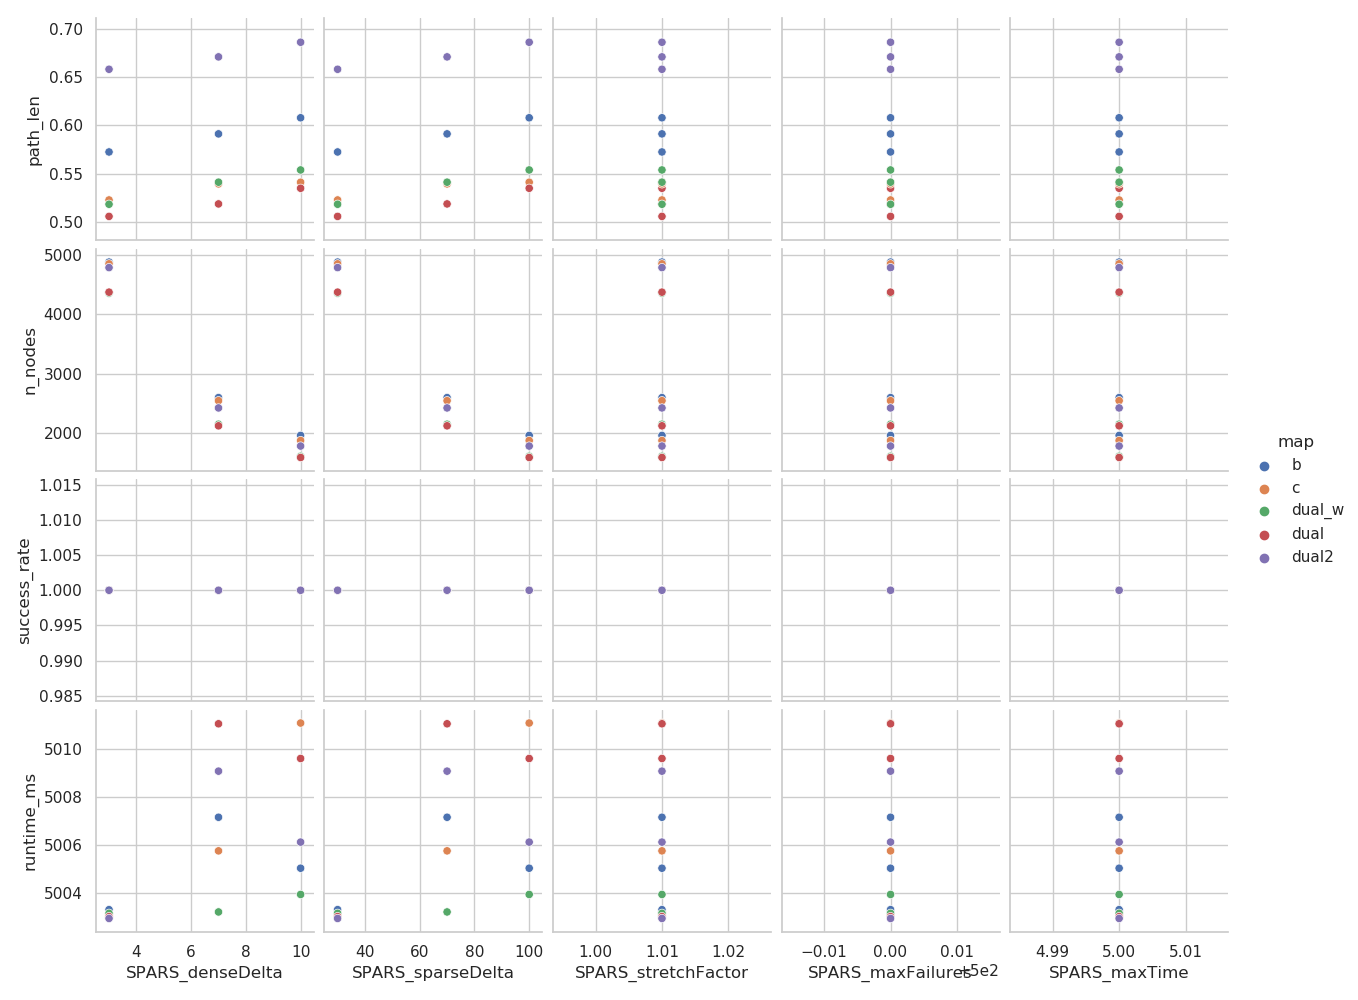 0.70
0.65
0.60
0.55
0.50
path_len
5000
4000
3000
2000
n_nodes
1.015
1.010
1.005
1.000
0.995
0.990
0.985
success_rate
5010
5008
5006
5004
runtime_ms
4 6 8 10
SPARS_denseDelta
40 60 80 100
SPARS_sparseDelta
1.00 1.01 1.02
SPARS_stretchFactor
−0.01 0.00 0.01
+5e2
SPARS_maxFailures
4.99 5.00 5.01
SPARS_maxTime
map
b
c
dual_w
dual
dual2